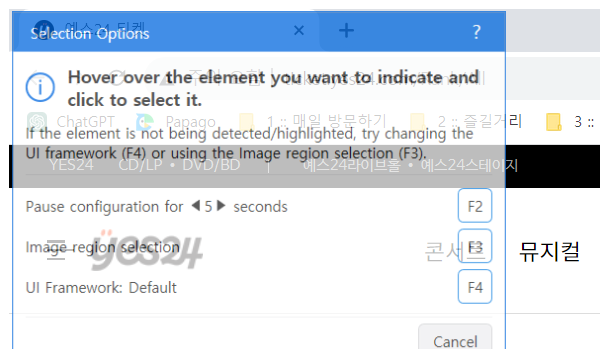 예스24 티켓
Selection Options
?
Hover over the element you want to indicate and
click to select it.
ChatGPT Papago 1 :: 매일 방문하기 2 :: 즐길거리 3 ::
If the element is not being detected/highlighted, try changing the
UI framework (F4) or using the Image region selection (F3).
YES24 CD/LP • DVD/BD | 예스24라이브홀 • 예스24스테이지
Pause configuration for 5 seconds F2
Image region selection F3
yes24 콘서트 뮤지컬
UI Framework: Default F4
Cancel